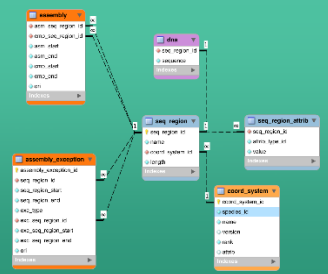 assembly
asm_seq_region_id
cmp_seq_region_id
asm_start
asm_end
cmp_start
cmp_end
ori
Indexes
dna
seq_region_id
sequence
Indexes
seq_region
seq_region_id
name
coord_system_id
length
Indexes
seq_region_attrib
seq_region_id
attrib_type_id
value
Indexes
assembly_exception
assembly_exception_id
seq_region_id
seq_region_start
seq_region_end
exc_type
exc_seq_region_id
exc_seq_region_start
exc_seq_region_end
ori
Indexes
coord_system
coord_system_id
species_id
name
version
rank
attrib
Indexes